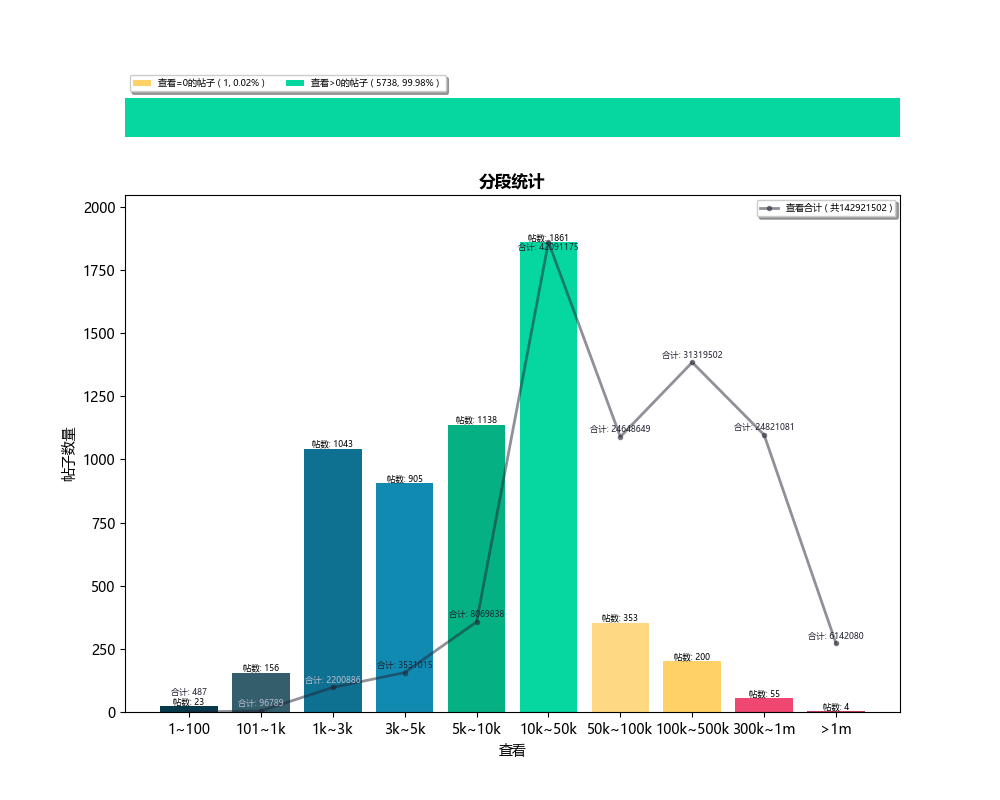 查看=0的帖子 ( 1, 0.02% )
查看>0的帖子 ( 5738, 99.98% )
分段统计
查看合计 ( 共142921502 )
2000
1750
1500
1250
1000
750
500
250
0
帖子数量
合计: 487
帖数: 23
帖数: 156
合计: 96789
帖数: 1043
合计: 2200886
帖数: 905
合计: 3531015
帖数: 1138
合计: 8069838
帖数: 1861
合计: 42091175
合计: 24648649
帖数: 353
合计: 31319502
帖数: 200
合计: 24821081
帖数: 55
合计: 6142080
帖数: 4
1~100
101~1k
1k~3k
3k~5k
5k~10k
10k~50k
50k~100k
100k~500k
300k~1m
>1m
查看